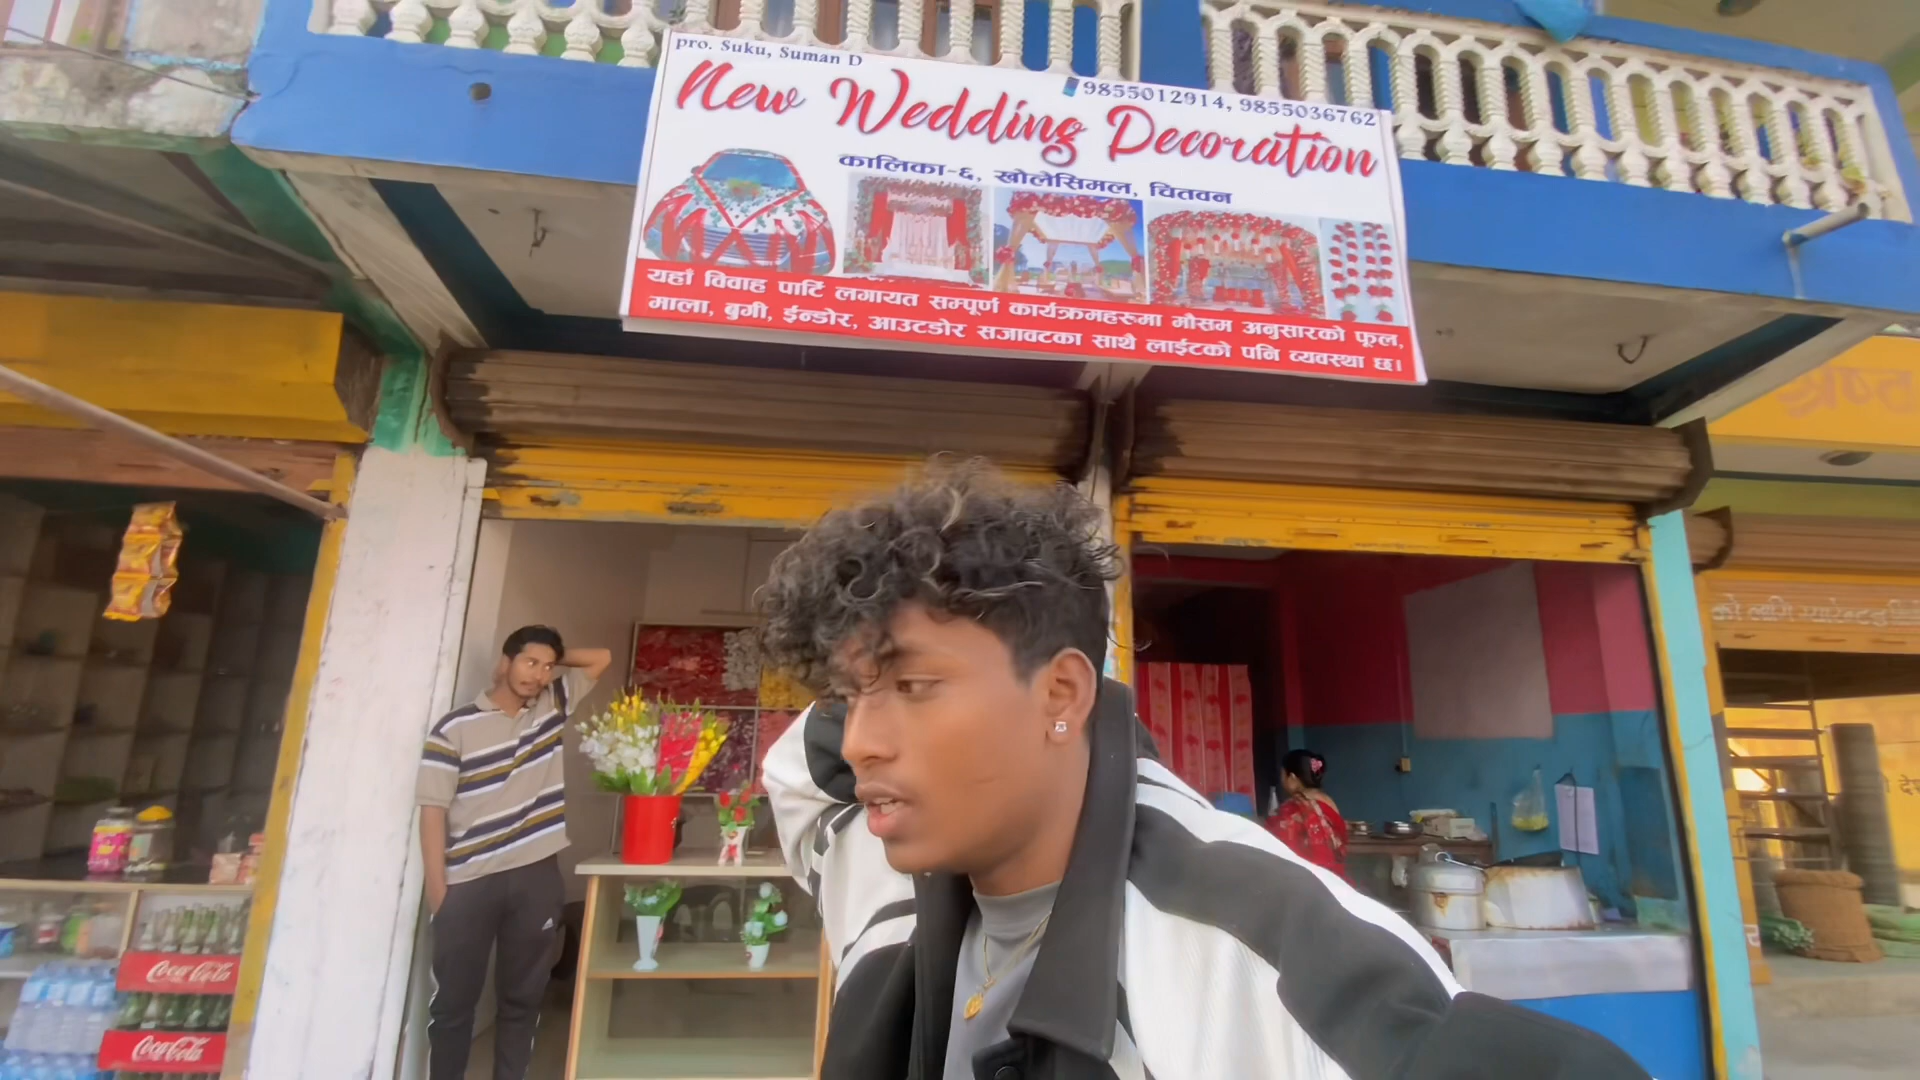 pro. Suku, Suman D
9855012914, 9855036762
New Wedding Decoration
कालिका-६, खोलेसिमल, चितवन
यहाँ विवाह पार्टि लगायत सम्पूर्ण कार्यक्रमहरूमा मौसम अनुसारको फूल,
माला, बुगी, ईन्डोर, आउटडोर सजावटका साथै लाईटको पनि व्यवस्था छ।
Coca-Cola
Coca-Cola